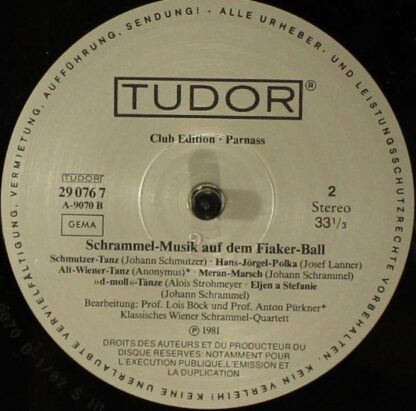 KEINE UNERLAUBTE VERVIELFÄLTIGUNG, VERMIETUNG, AUFFÜHRUNG, SENDUNG! · ALLE URHEBER- UND LEISTUNGSSCHUTZRECHTE VORBEHALTEN. KEIN VERLEIH!
TUDOR®
Club Edition · Parnass
TUDOR
29 076 7
A-9070 B
GEMA
2
Stereo
33 1/3
Schrammel-Musik auf dem Fiaker-Ball
Schmutzer-Tanz (Johann Schmutzer) · Hans-Jörgel-Polka (Josef Lanner)
Alt-Wiener-Tanz (Anonymus)* · Meran-Marsch (Johann Schrammel)
»d-moll«-Tänze (Alois Strohmeyer) · Eljen a Stefanie
(Johann Schrammel)
Bearbeitung: Prof. Lois Böck und Prof. Anton Pürkner*
Klassisches Wiener Schrammel-Quartett
Ⓟ 1981
DROITS DES AUTEURS ET DU PRODUCTEUR DU
DISQUE RESERVES: NOTAMMENT POUR
L'EXECUTION PUBLIQUE, L'EMISSION ET
LA DUPLICATION